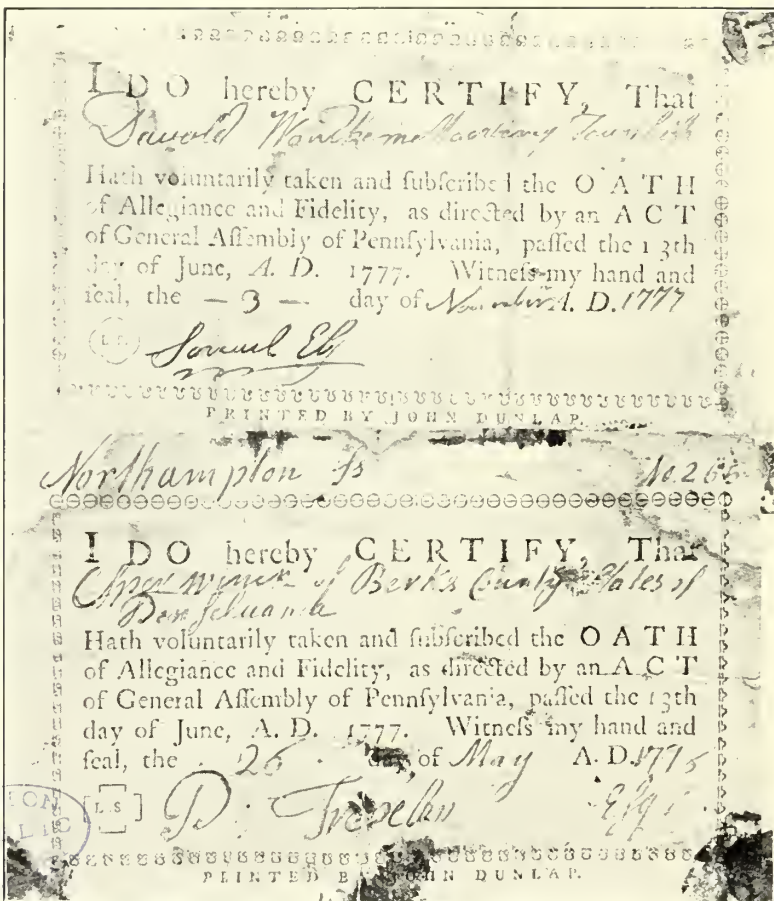 I DO hereby CERTIFY, That
Township
Hath voluntarily taken and ſubſcribed the OATH
of Allegiance and Fidelity, as directed by an ACT
of General Aſſembly of Pennſylvania, paſſed the 13th
day of June, A. D. 1777. Witneſs my hand and
ſeal, the — 3 — day of A. D. 1777
L S Samuel
PRINTED BY JOHN DUNLAP.
Northampton ſs No. 265
I DO hereby CERTIFY, That
of Berks County States of
Hath voluntarily taken and ſubſcribed the OATH
of Allegiance and Fidelity, as directed by an ACT
of General Aſſembly of Pennſylvania, paſſed the 13th
day of June, A. D. 1777. Witneſs my hand and
ſeal, the 25 day of May A. D. 177
[L S] P.
PRINTED BY JOHN DUNLAP.